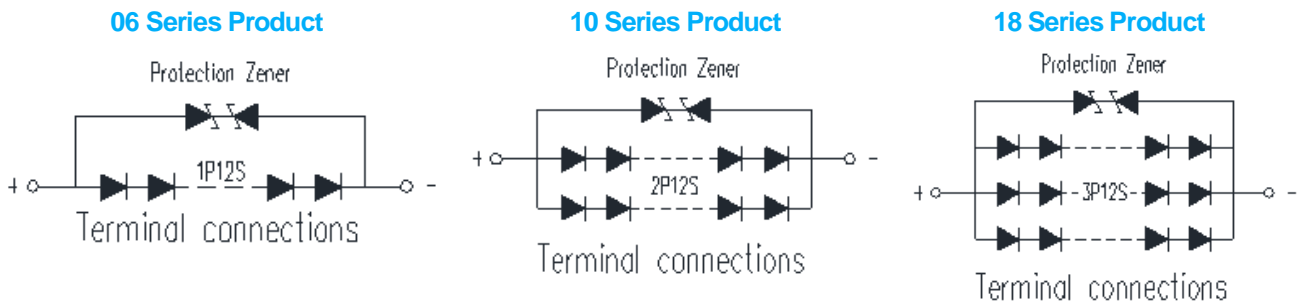 06 Series Product
Protection Zener
+ -
1P12S
Terminal connections
10 Series Product
Protection Zener
+ -
2P12S
Terminal connections
18 Series Product
Protection Zener
+ -
3P12S
Terminal connections